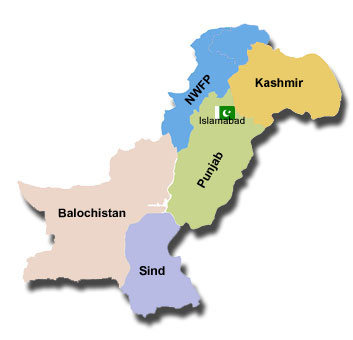 NWFP
Kashmir
Islamabad
Punjab
Balochistan
Sind